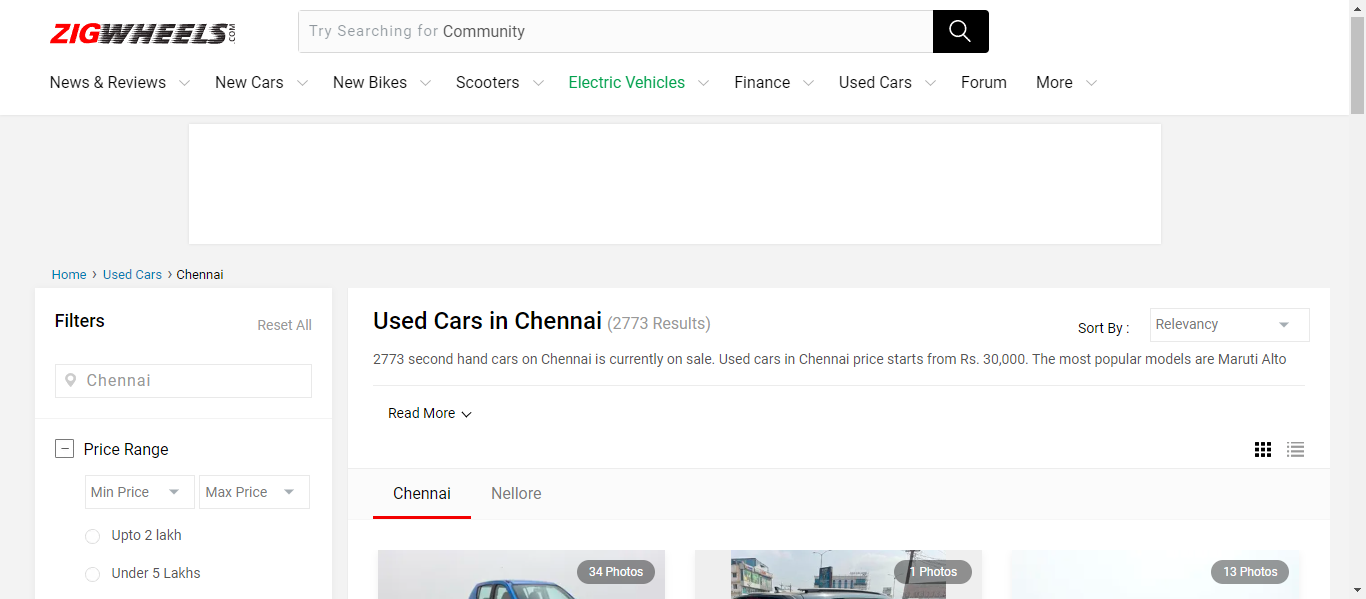 ZIGWHEELS.COM
Try Searching for Community
News & Reviews New Cars New Bikes Scooters Electric Vehicles Finance Used Cars Forum More
Home › Used Cars › Chennai
Filters
Reset All
Chennai
Price Range
Min Price Max Price
Upto 2 lakh
Under 5 Lakhs
Used Cars in Chennai (2773 Results)
Sort By : Relevancy
2773 second hand cars on Chennai is currently on sale. Used cars in Chennai price starts from Rs. 30,000. The most popular models are Maruti Alto
Read More
Chennai Nellore
34 Photos 1 Photos 13 Photos